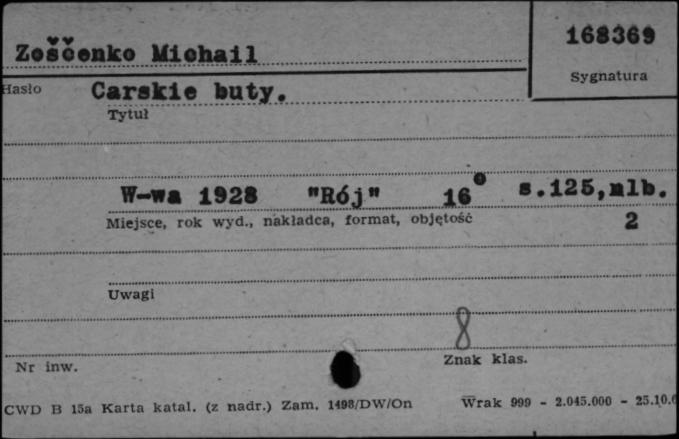 168369
Zoščenko Michail
Sygnatura
Hasło Carskie buty.
Tytuł
W-wa 1928 "Rój" 16° s.125,nlb.
Miejsce, rok wyd., nakładca, format, objętość 2
Uwagi
8
Nr inw. Znak klas.
CWD B 15a Karta katal. (z nadr.) Zam. 1498/DW/On Wrak 999 - 2.045.000 - 25.10.